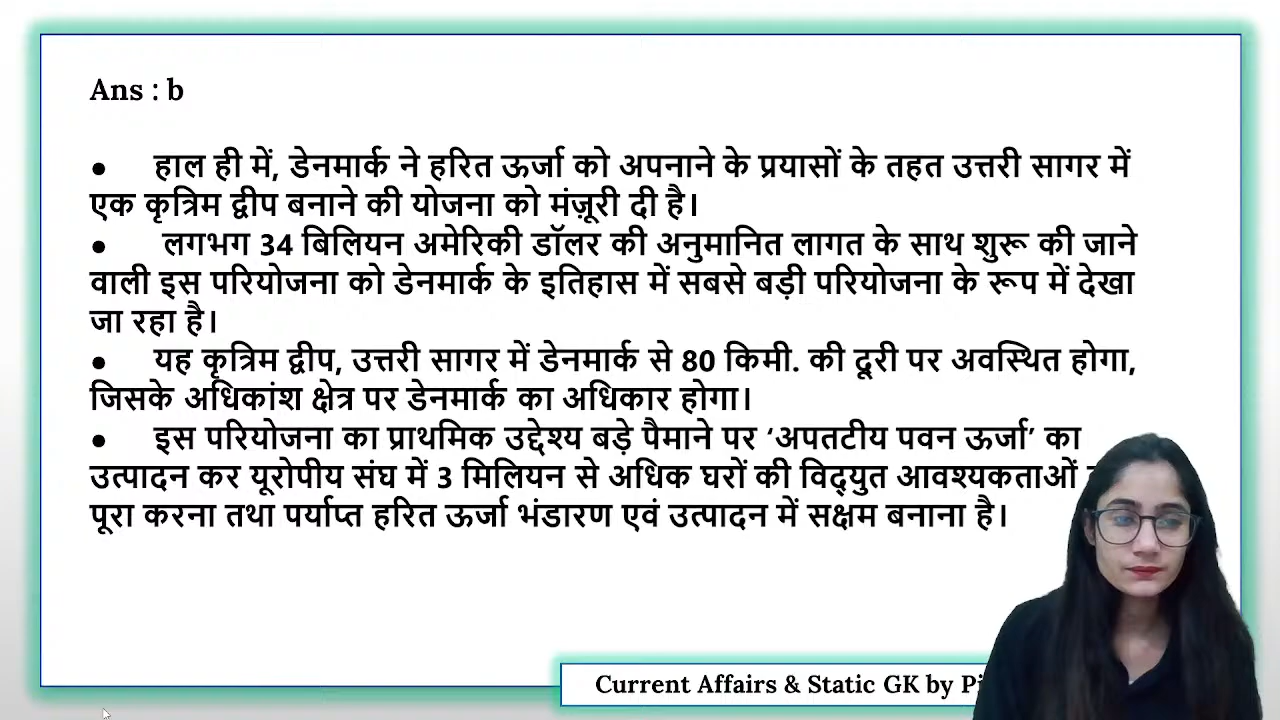 Ans : b
● हाल ही में, डेनमार्क ने हरित ऊर्जा को अपनाने के प्रयासों के तहत उत्तरी सागर में
एक कृत्रिम द्वीप बनाने की योजना को मंज़ूरी दी है।
● लगभग 34 बिलियन अमेरिकी डॉलर की अनुमानित लागत के साथ शुरू की जाने
वाली इस परियोजना को डेनमार्क के इतिहास में सबसे बड़ी परियोजना के रूप में देखा
जा रहा है।
● यह कृत्रिम द्वीप, उत्तरी सागर में डेनमार्क से 80 किमी. की दूरी पर अवस्थित होगा,
जिसके अधिकांश क्षेत्र पर डेनमार्क का अधिकार होगा।
● इस परियोजना का प्राथमिक उद्देश्य बड़े पैमाने पर ‘अपतटीय पवन ऊर्जा’ का
उत्पादन कर यूरोपीय संघ में 3 मिलियन से अधिक घरों की विद्युत आवश्यकताओं
पूरा करना तथा पर्याप्त हरित ऊर्जा भंडारण एवं उत्पादन में सक्षम बनाना है।
Current Affairs & Static GK by